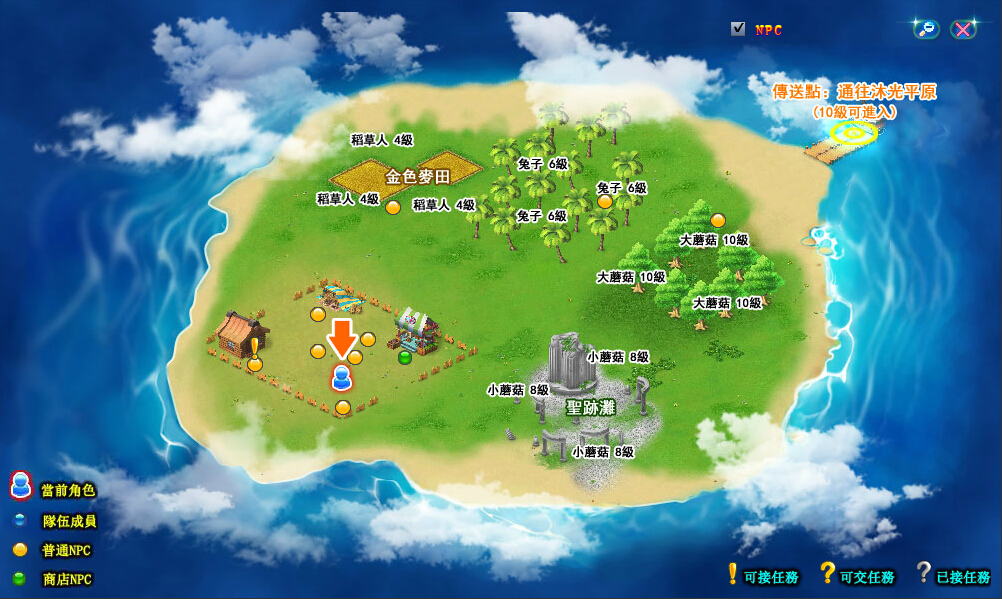 NPC
傳送點：通往沐光平原
(10級可進入)
稻草人 4級
兔子 6級
金色麥田
兔子 6級
稻草人 4級
稻草人 4級
兔子 6級
大蘑菇 10級
大蘑菇 10級
大蘑菇 10級
小蘑菇 8級
小蘑菇 8級
聖跡灘
小蘑菇 8級
當前角色
隊伍成員
普通NPC
商店NPC
可接任務
可交任務
已接任務